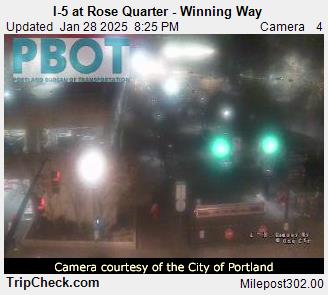 I-5 at Rose Quarter - Winning Way
Updated Jan 28 2025 8:25 PM Camera 4
PBOT
PORTLAND BUREAU OF TRANSPORTATION
Camera courtesy of the City of Portland
TripCheck.com Milepost302.00